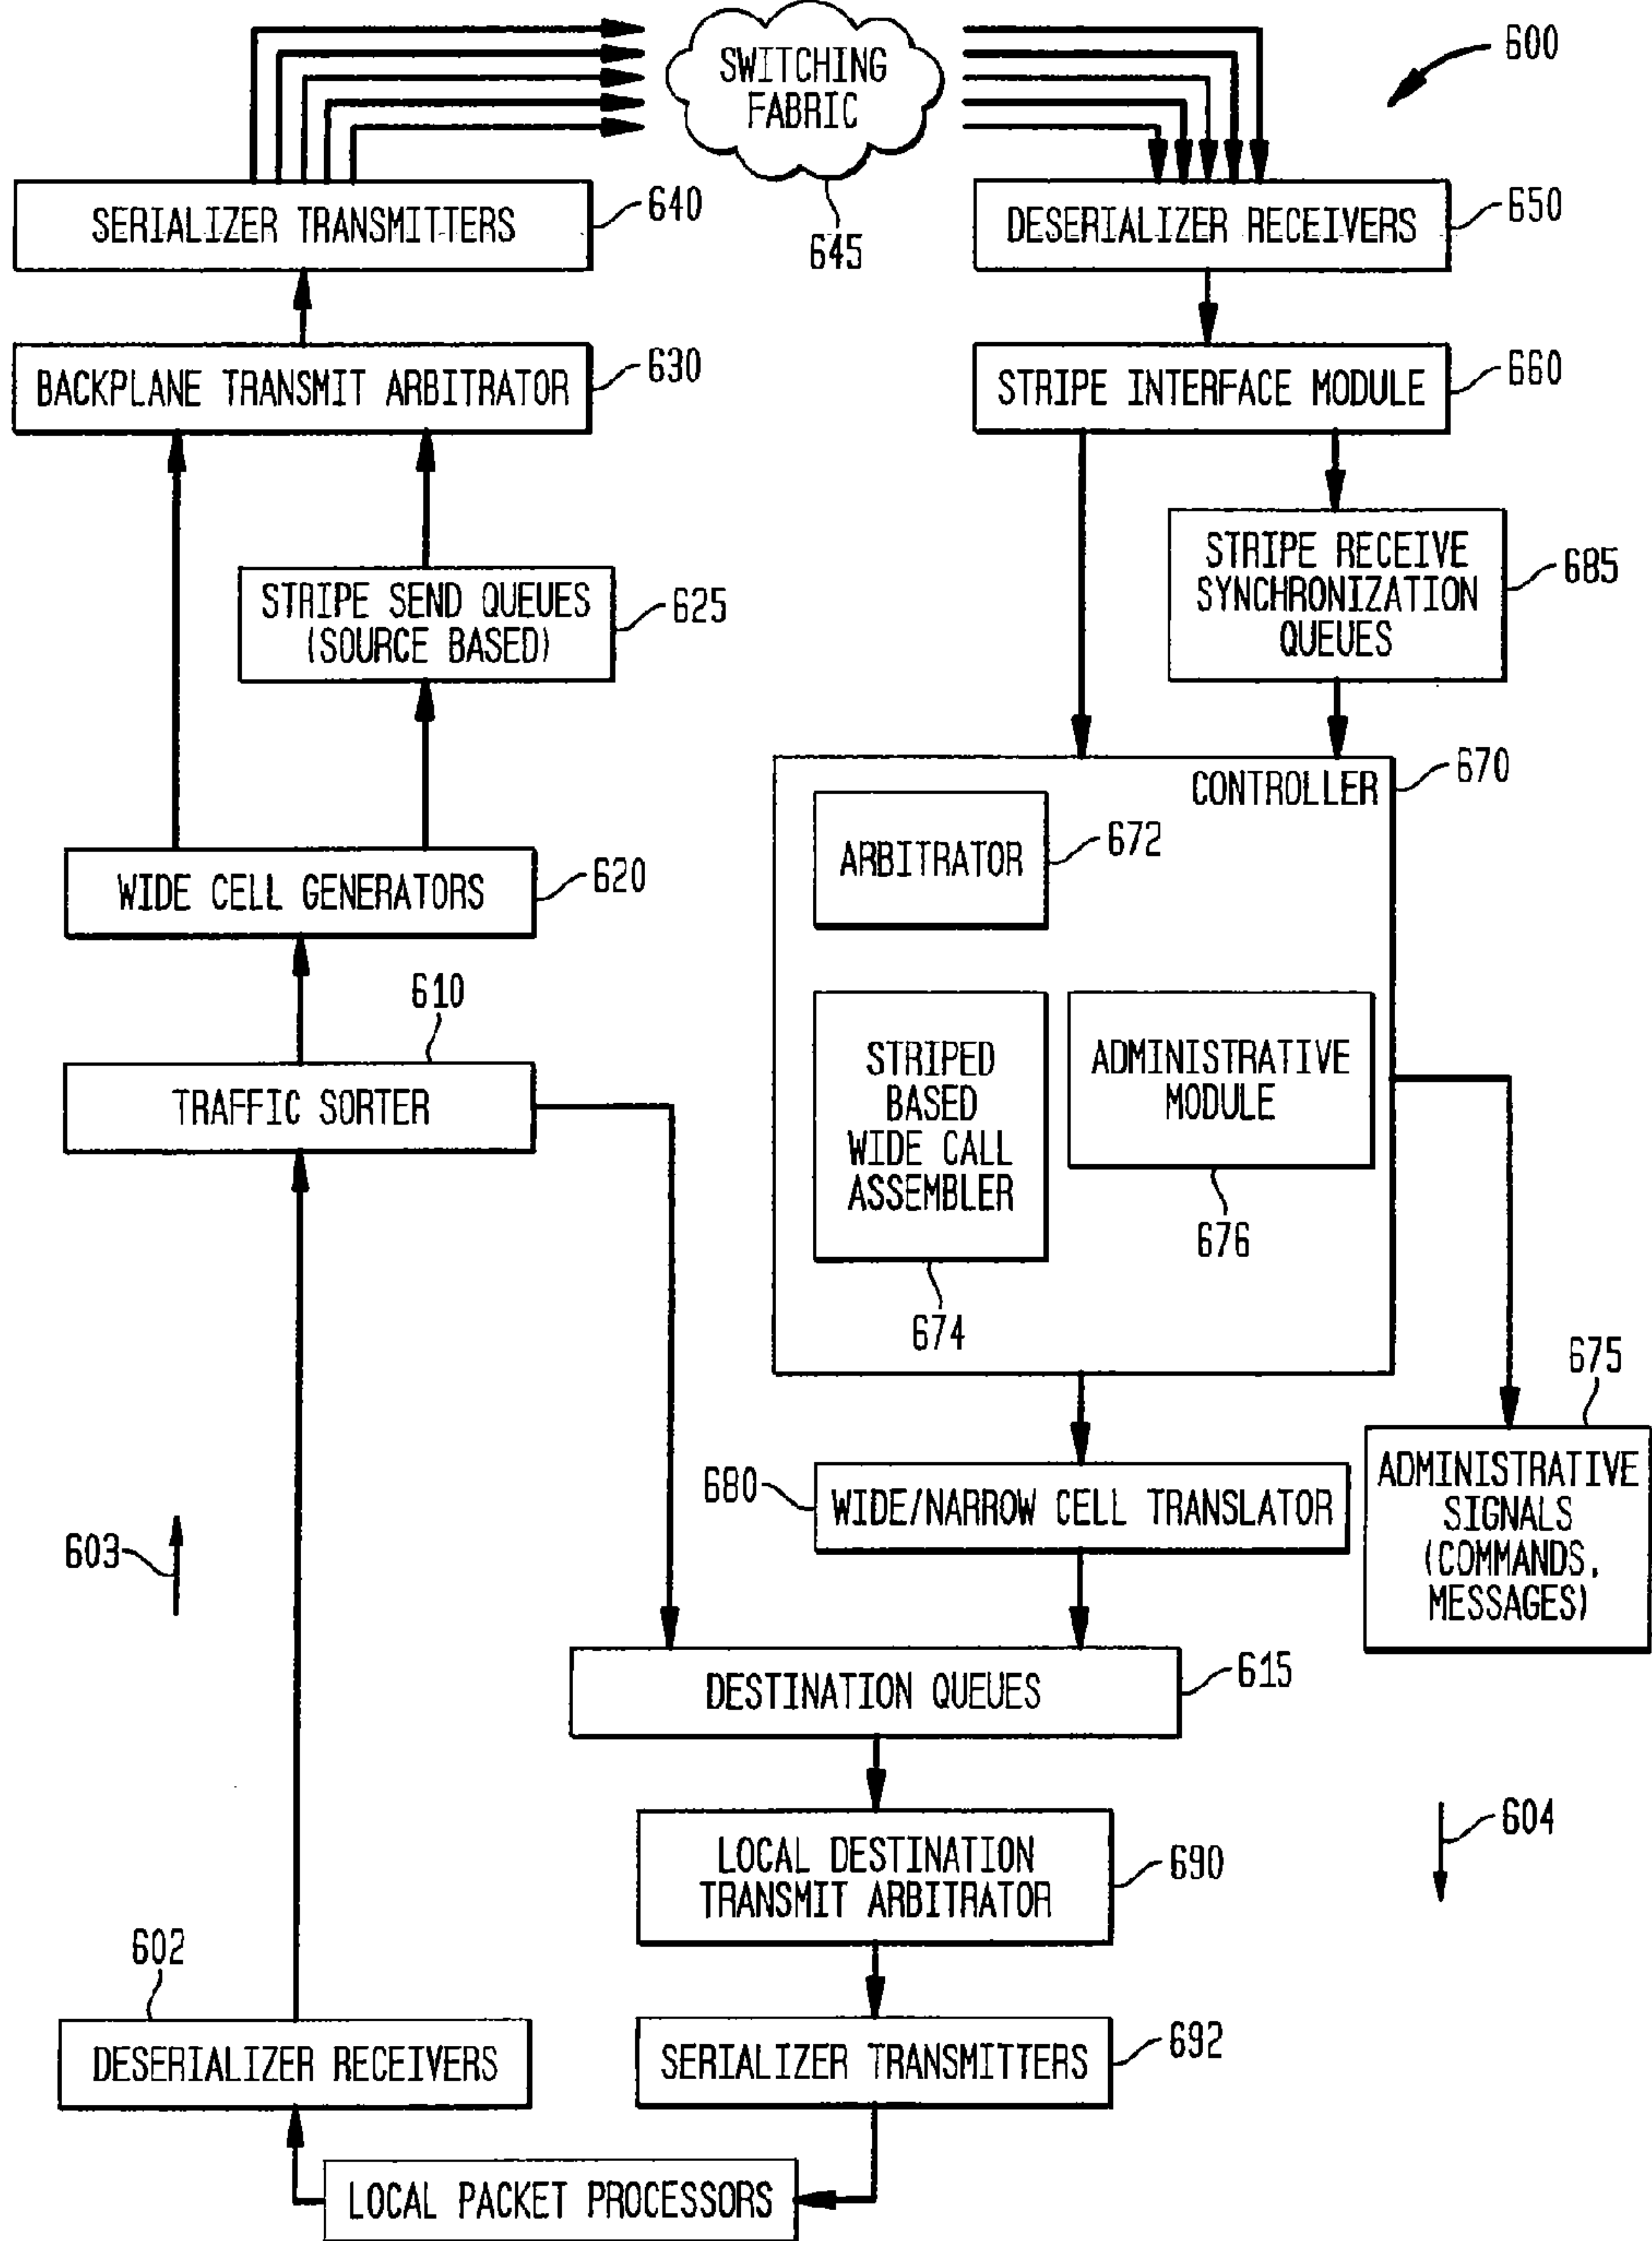 SWITCHING
FABRIC
600
SERIALIZER TRANSMITTERS
640
645
DESERIALIZER RECEIVERS
650
BACKPLANE TRANSMIT ARBITRATOR
630
STRIPE INTERFACE MODULE
660
STRIPE SEND QUEUES
(SOURCE BASED)
625
STRIPE RECEIVE
SYNCHRONIZATION
QUEUES
685
CONTROLLER
670
ARBITRATOR
672
WIDE CELL GENERATORS
620
610
TRAFFIC SORTER
STRIPED
BASED
WIDE CALL
ASSEMBLER
674
ADMINISTRATIVE
MODULE
676
675
ADMINISTRATIVE
SIGNALS
(COMMANDS,
MESSAGES)
680
WIDE/NARROW CELL TRANSLATOR
603
DESTINATION QUEUES
615
LOCAL DESTINATION
TRANSMIT ARBITRATOR
690
604
602
DESERIALIZER RECEIVERS
SERIALIZER TRANSMITTERS
692
LOCAL PACKET PROCESSORS